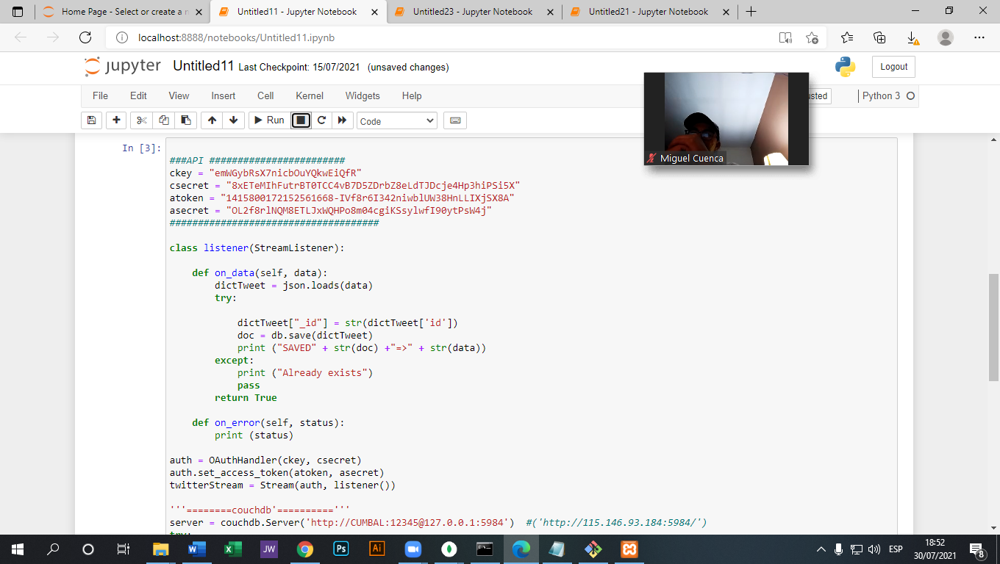 Home Page - Select or create a n
Untitled11 - Jupyter Notebook
Untitled23 - Jupyter Notebook
Untitled21 - Jupyter Notebook
localhost:8888/notebooks/Untitled11.ipynb
jupyter Untitled11 Last Checkpoint: 15/07/2021 (unsaved changes)
Logout
File Edit View Insert Cell Kernel Widgets Help
usted
Python 3
Run
Code
Miguel Cuenca
In [3]:
###API ########################
ckey = "emWGybRsX7nicbOuYQkwEiQfR"
csecret = "8xETeMIhFutrBT0TCC4vB7D5ZDrbZ8eLdTJDcje4Hp3hiPSi5X"
atoken = "1415800172152561668-IVf8r6I342niwblUW38HnLLIXjSX8A"
asecret = "OL2f8rlNQM8ETLJxWQHPo8m04cgiKSsylwfI90ytPsW4j"
#####################################
class listener(StreamListener):
def on_data(self, data):
dictTweet = json.loads(data)
try:
dictTweet["_id"] = str(dictTweet['id'])
doc = db.save(dictTweet)
print ("SAVED" + str(doc) +"=>" + str(data))
except:
print ("Already exists")
pass
return True
def on_error(self, status):
print (status)
auth = OAuthHandler(ckey, csecret)
auth.set_access_token(atoken, asecret)
twitterStream = Stream(auth, listener())
'''========couchdb'=========='''
server = couchdb.Server('http://CUMBAL:12345@127.0.0.1:5984') #('http://115.146.93.184:5984/')
try:
JW
Ps
Ai
ESP
18:52
30/07/2021
8